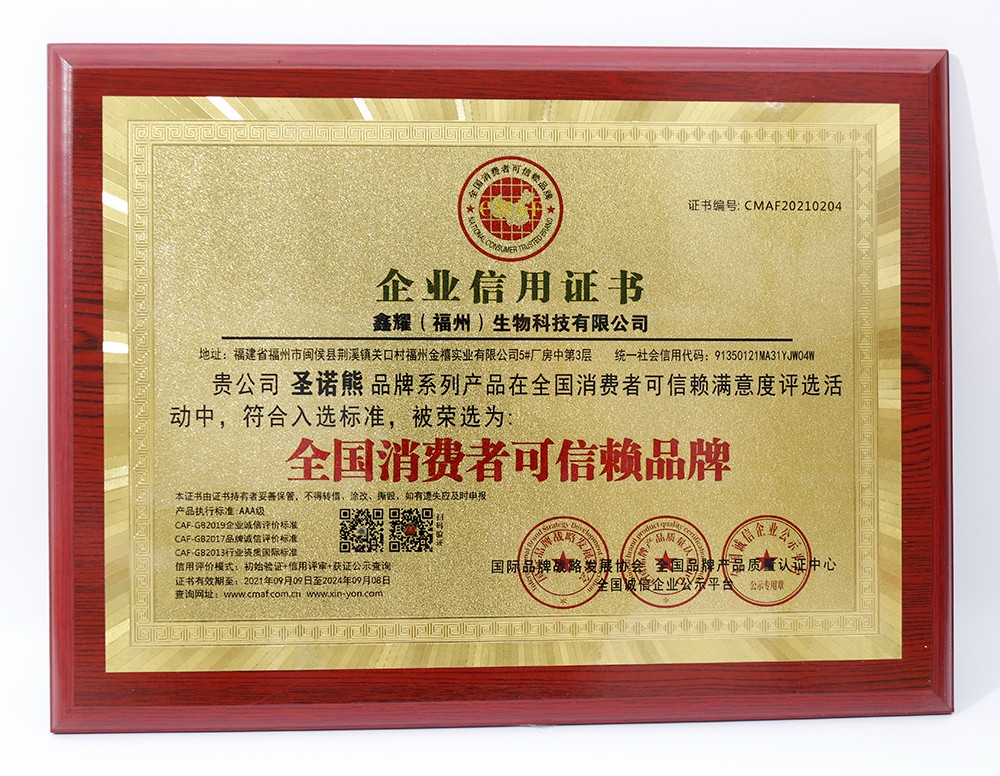 全国消费者可信赖品牌
NATIONAL CONSUMER TRUSTED BRAND
证书编号: CMAF20210204
企业信用证书
鑫耀（福州）生物科技有限公司
地址：福建省福州市闽侯县荆溪镇关口村福州金禧实业有限公司5#厂房中第3层 统一社会信用代码：91350121MA31YJWO4W
贵公司 圣诺熊 品牌系列产品在全国消费者可信赖满意度评选活
动中，符合入选标准，被荣选为:
全国消费者可信赖品牌
本证书由证书持有者妥善保管，不得转借、涂改、撕毁，如有遗失应及时申报
产品执行标准:AAA级
CAF-GB2019企业诚信评价标准
CAF-GB2017品牌诚信评价标准
CAF-GB2013行业资质国际标准
信用评价模式：初始验证+信用评审+获证公示查询
证书有效期至：2021年09月09日至2024年09月08日
查询网址：www.cmaf.com.cn www.xin-yon.com
国际品牌战略发展协会 全国品牌产品质量认证中心
全国诚信企业公示平台
公示专用章